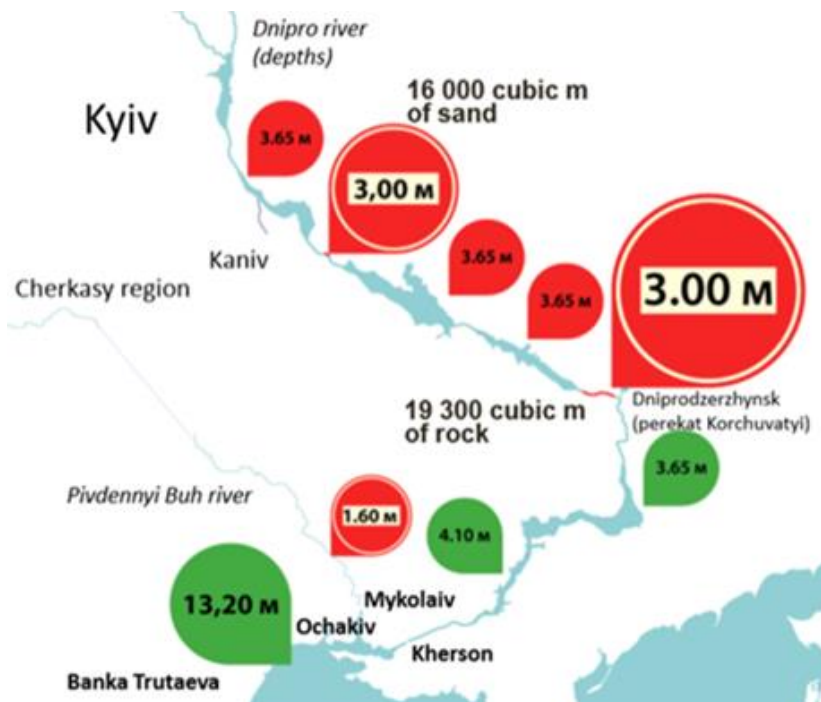 Dnipro river
(depths)
16 000 cubic m
of sand
Kyiv
3.65 м
3,00 м
Kaniv
3.65 м
3.65 м
3.00 м
Cherkasy region
19 300 cubic m
of rock
Dniprodzerzhynsk
(perekat Korchuvatyi)
3.65 м
Pivdennyi Buh river
1.60 м
4.10 м
13,20 м
Mykolaiv
Ochakiv
Kherson
Banka Trutaeva